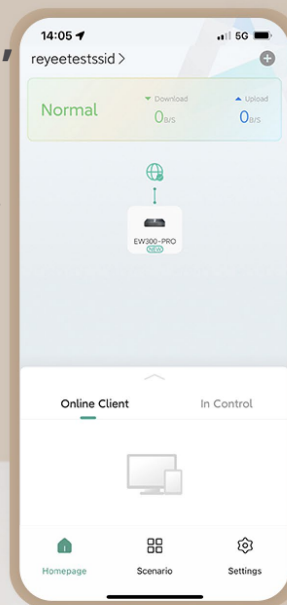 14:05
5G
reyeetestssid >
Normal
Download
Upload
0B/S
0B/S
EW300-PRO
Online Client
In Control
Homepage
Scenario
Settings